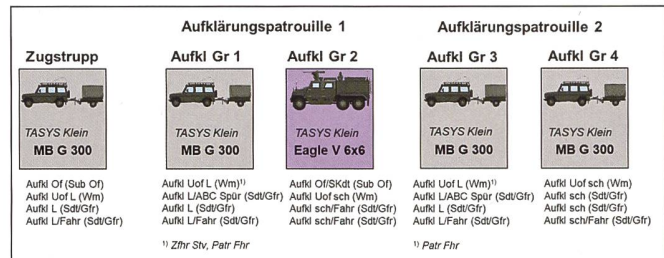 Aufklärungspatrouille 1
Aufklärungspatrouille 2
Zugstrupp
Aufkl Gr 1
Aufkl Gr 2
Aufkl Gr 3
Aufkl Gr 4
TASYS Klein
MB G 300
TASYS Klein
MB G 300
TASYS Klein
Eagle V 6x6
TASYS Klein
MB G 300
TASYS Klein
MB G 300
Aufkl Of (Sub Of)
Aufkl Uof L (Wm)
Aufkl L (Sdt/Gfr)
Aufkl L/Fahr (Sdt/Gfr)
Aufkl Uof L (Wm)¹⁾
Aufkl L/ABC Spür (Sdt/Gfr)
Aufkl L (Sdt/Gfr)
Aufkl L/Fahr (Sdt/Gfr)
¹⁾ Zfhr Stv, Patr Fhr
Aufkl Of/SKdt (Sub Of)
Aufkl Uof sch (Wm)
Aufkl sch/Fahr (Sdt/Gfr)
Aufkl sch/Fahr (Sdt/Gfr)
Aufkl Uof L (Wm)¹⁾
Aufkl L/ABC Spür (Sdt/Gfr)
Aufkl L (Sdt/Gfr)
Aufkl L/Fahr (Sdt/Gfr)
¹⁾ Patr Fhr
Aufkl Uof sch (Wm)
Aufkl sch (Sdt/Gfr)
Aufkl sch (Sdt/Gfr)
Aufkl sch/Fahr (Sdt/Gfr)